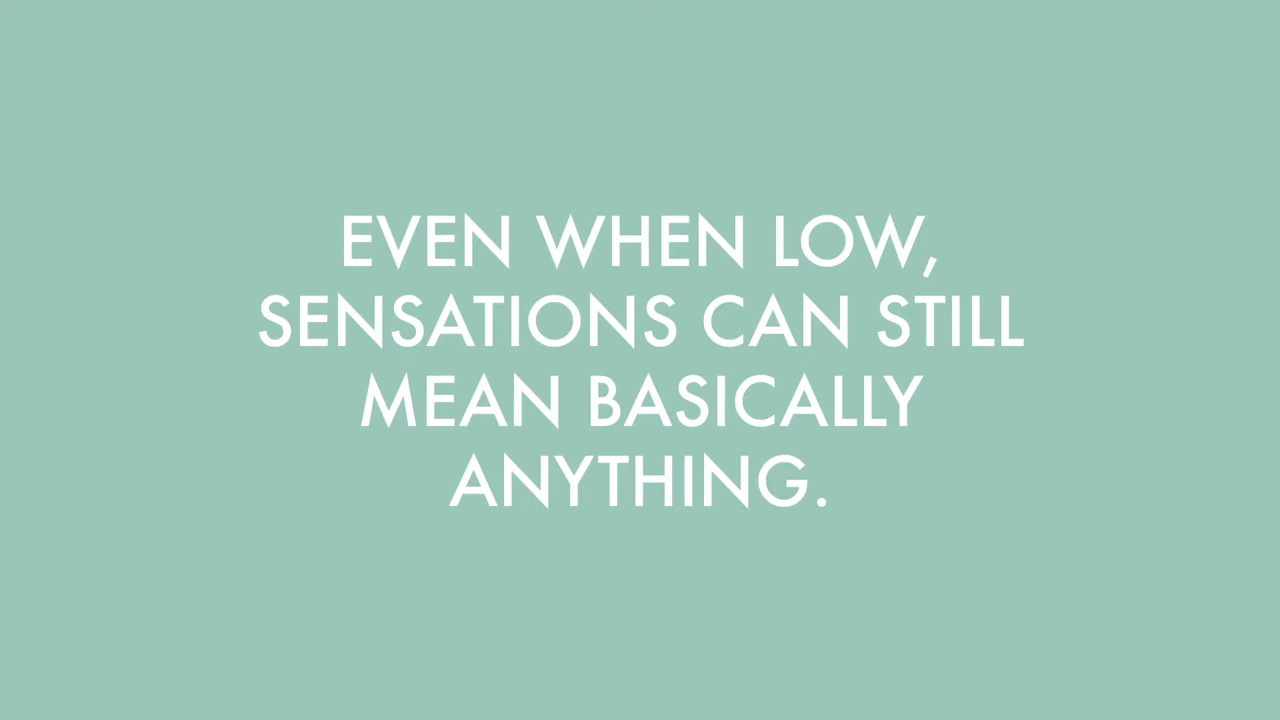 EVEN WHEN LOW,
SENSATIONS CAN STILL
MEAN BASICALLY
ANYTHING.